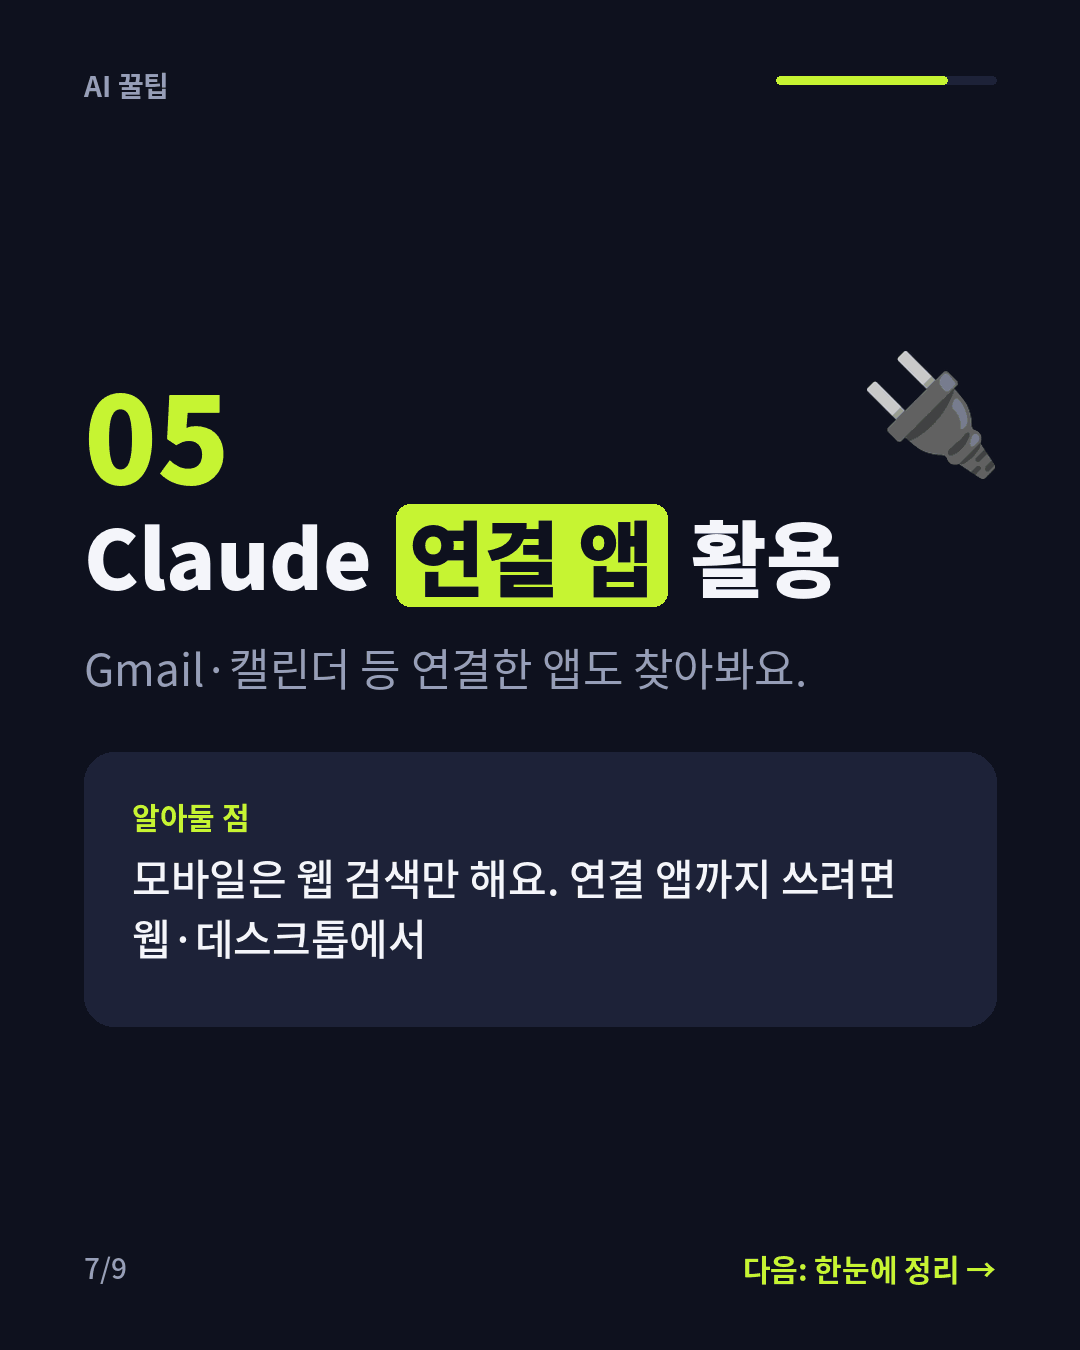 AI 꿀팁
05
Claude 연결 앱 활용
Gmail·캘린더 등 연결한 앱도 찾아봐요.
알아둘 점
모바일은 웹 검색만 해요. 연결 앱까지 쓰려면
웹·데스크톱에서
7/9
다음: 한눈에 정리 →